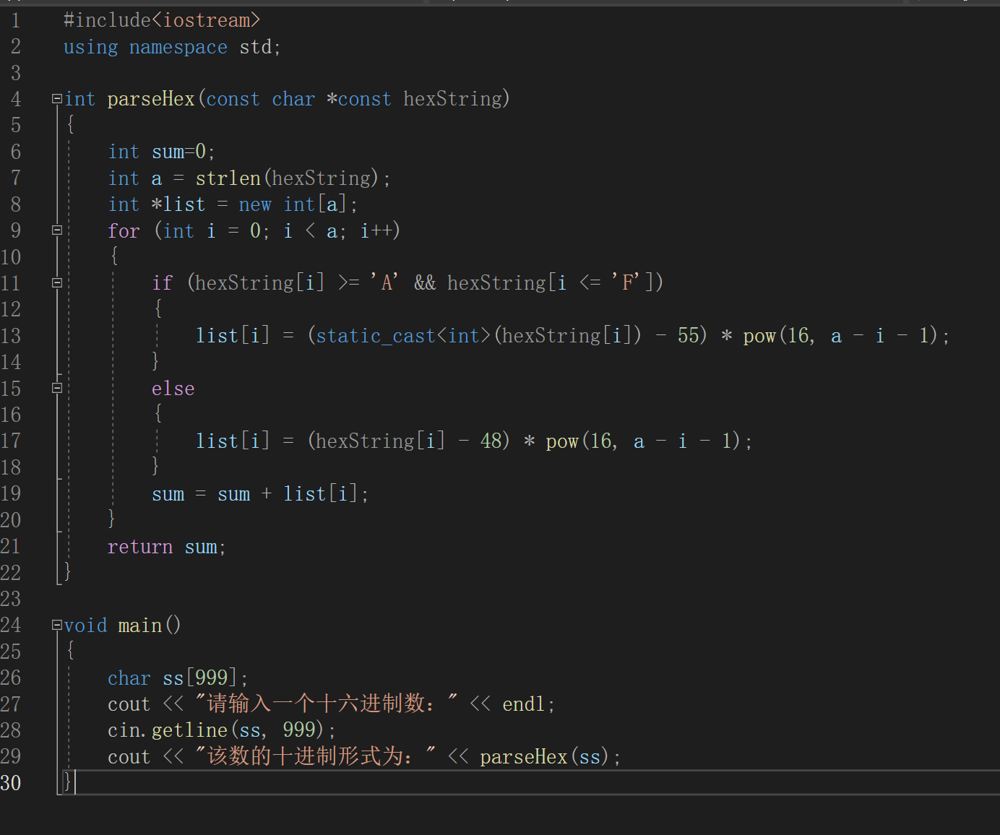 1 #include<iostream>
2 using namespace std;
3
4 int parseHex(const char *const hexString)
5 {
6 int sum=0;
7 int a = strlen(hexString);
8 int *list = new int[a];
9 for (int i = 0; i < a; i++)
10 {
11 if (hexString[i] >= 'A' && hexString[i <= 'F'])
12 {
13 list[i] = (static_cast<int>(hexString[i]) - 55) * pow(16, a - i - 1);
14 }
15 else
16 {
17 list[i] = (hexString[i] - 48) * pow(16, a - i - 1);
18 }
19 sum = sum + list[i];
20 }
21 return sum;
22 }
23
24 void main()
25 {
26 char ss[999];
27 cout << "请输入一个十六进制数：" << endl;
28 cin.getline(ss, 999);
29 cout << "该数的十进制形式为：" << parseHex(ss);
30 }